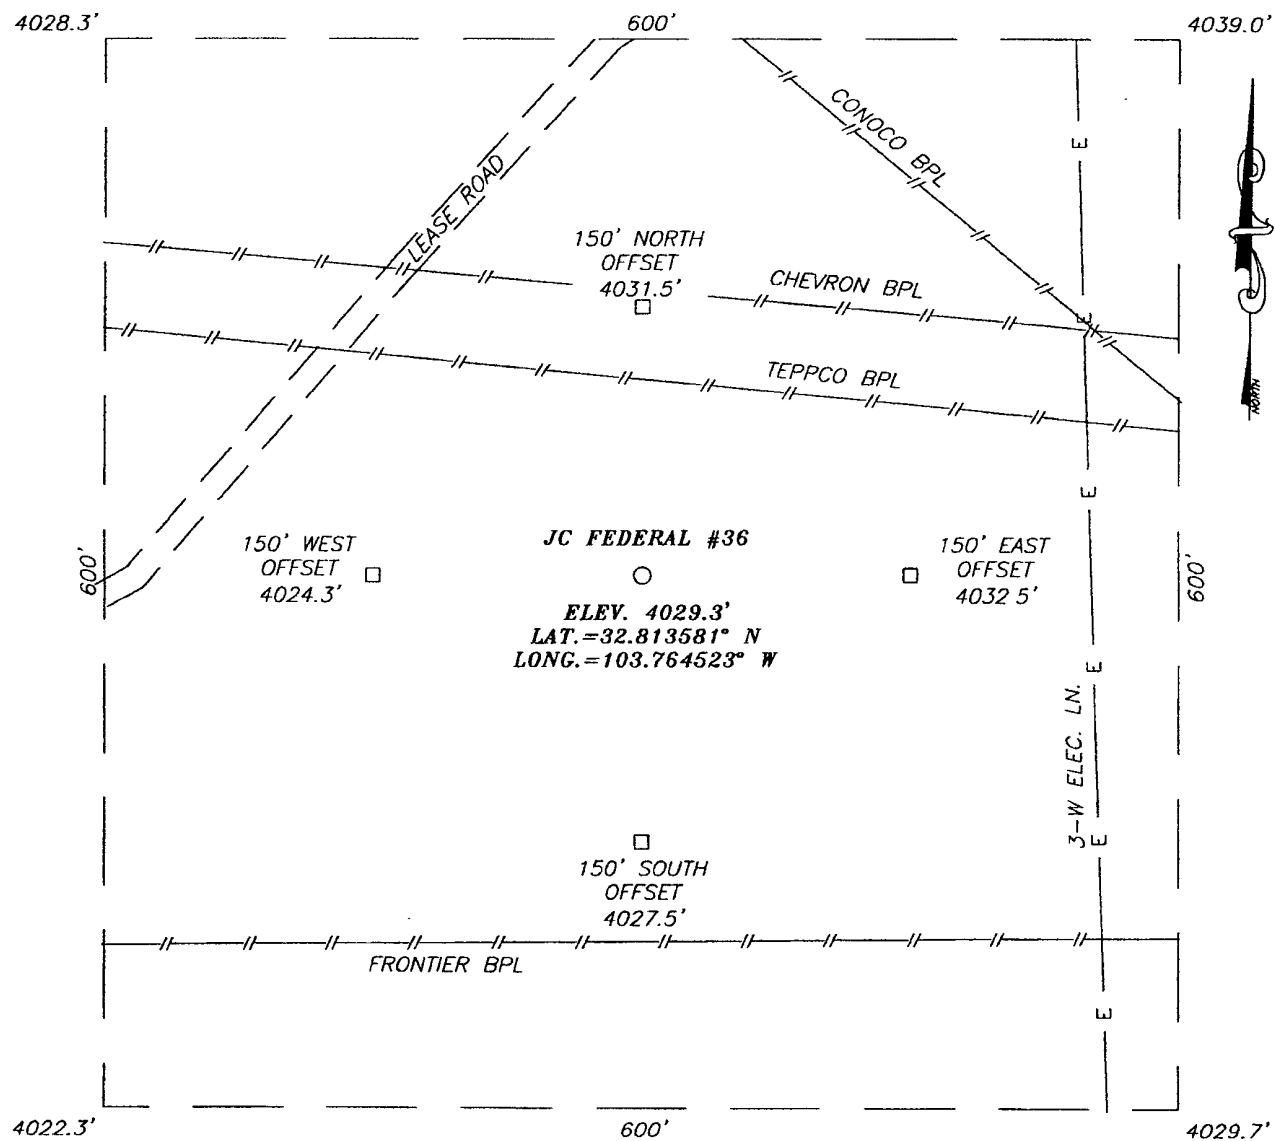 4028.3'
600'
4039.0'
CONOCO BPL
LEASE ROAD
150' NORTH
OFFSET
4031.5'
CHEVRON BPL
TEPPCO BPL
NORTH
600'
150' WEST
OFFSET
4024.3'
JC FEDERAL #36
ELEV. 4029.3'
LAT.=32.813581° N
LONG.=103.764523° W
150' EAST
OFFSET
4032 5'
600'
E
E
E
E
3-W ELEC. LN.
E
E
150' SOUTH
OFFSET
4027.5'
FRONTIER BPL
4022.3'
600'
4029.7'